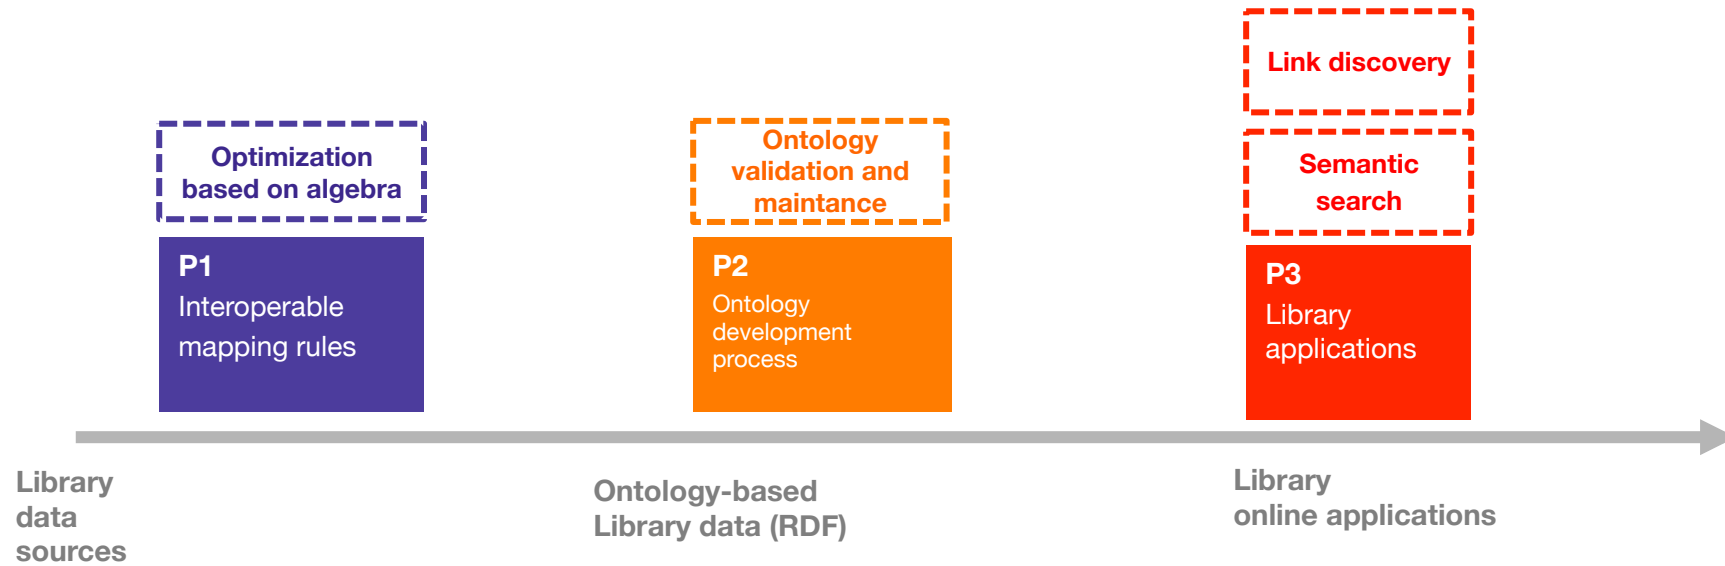 Link discovery
Semantic
search
Optimization
based on algebra
Ontology
validation and
maintance
P1
Interoperable
mapping rules
P2
Ontology
development
process
P3
Library
applications
Library
data
sources
Ontology-based
Library data (RDF)
Library
online applications